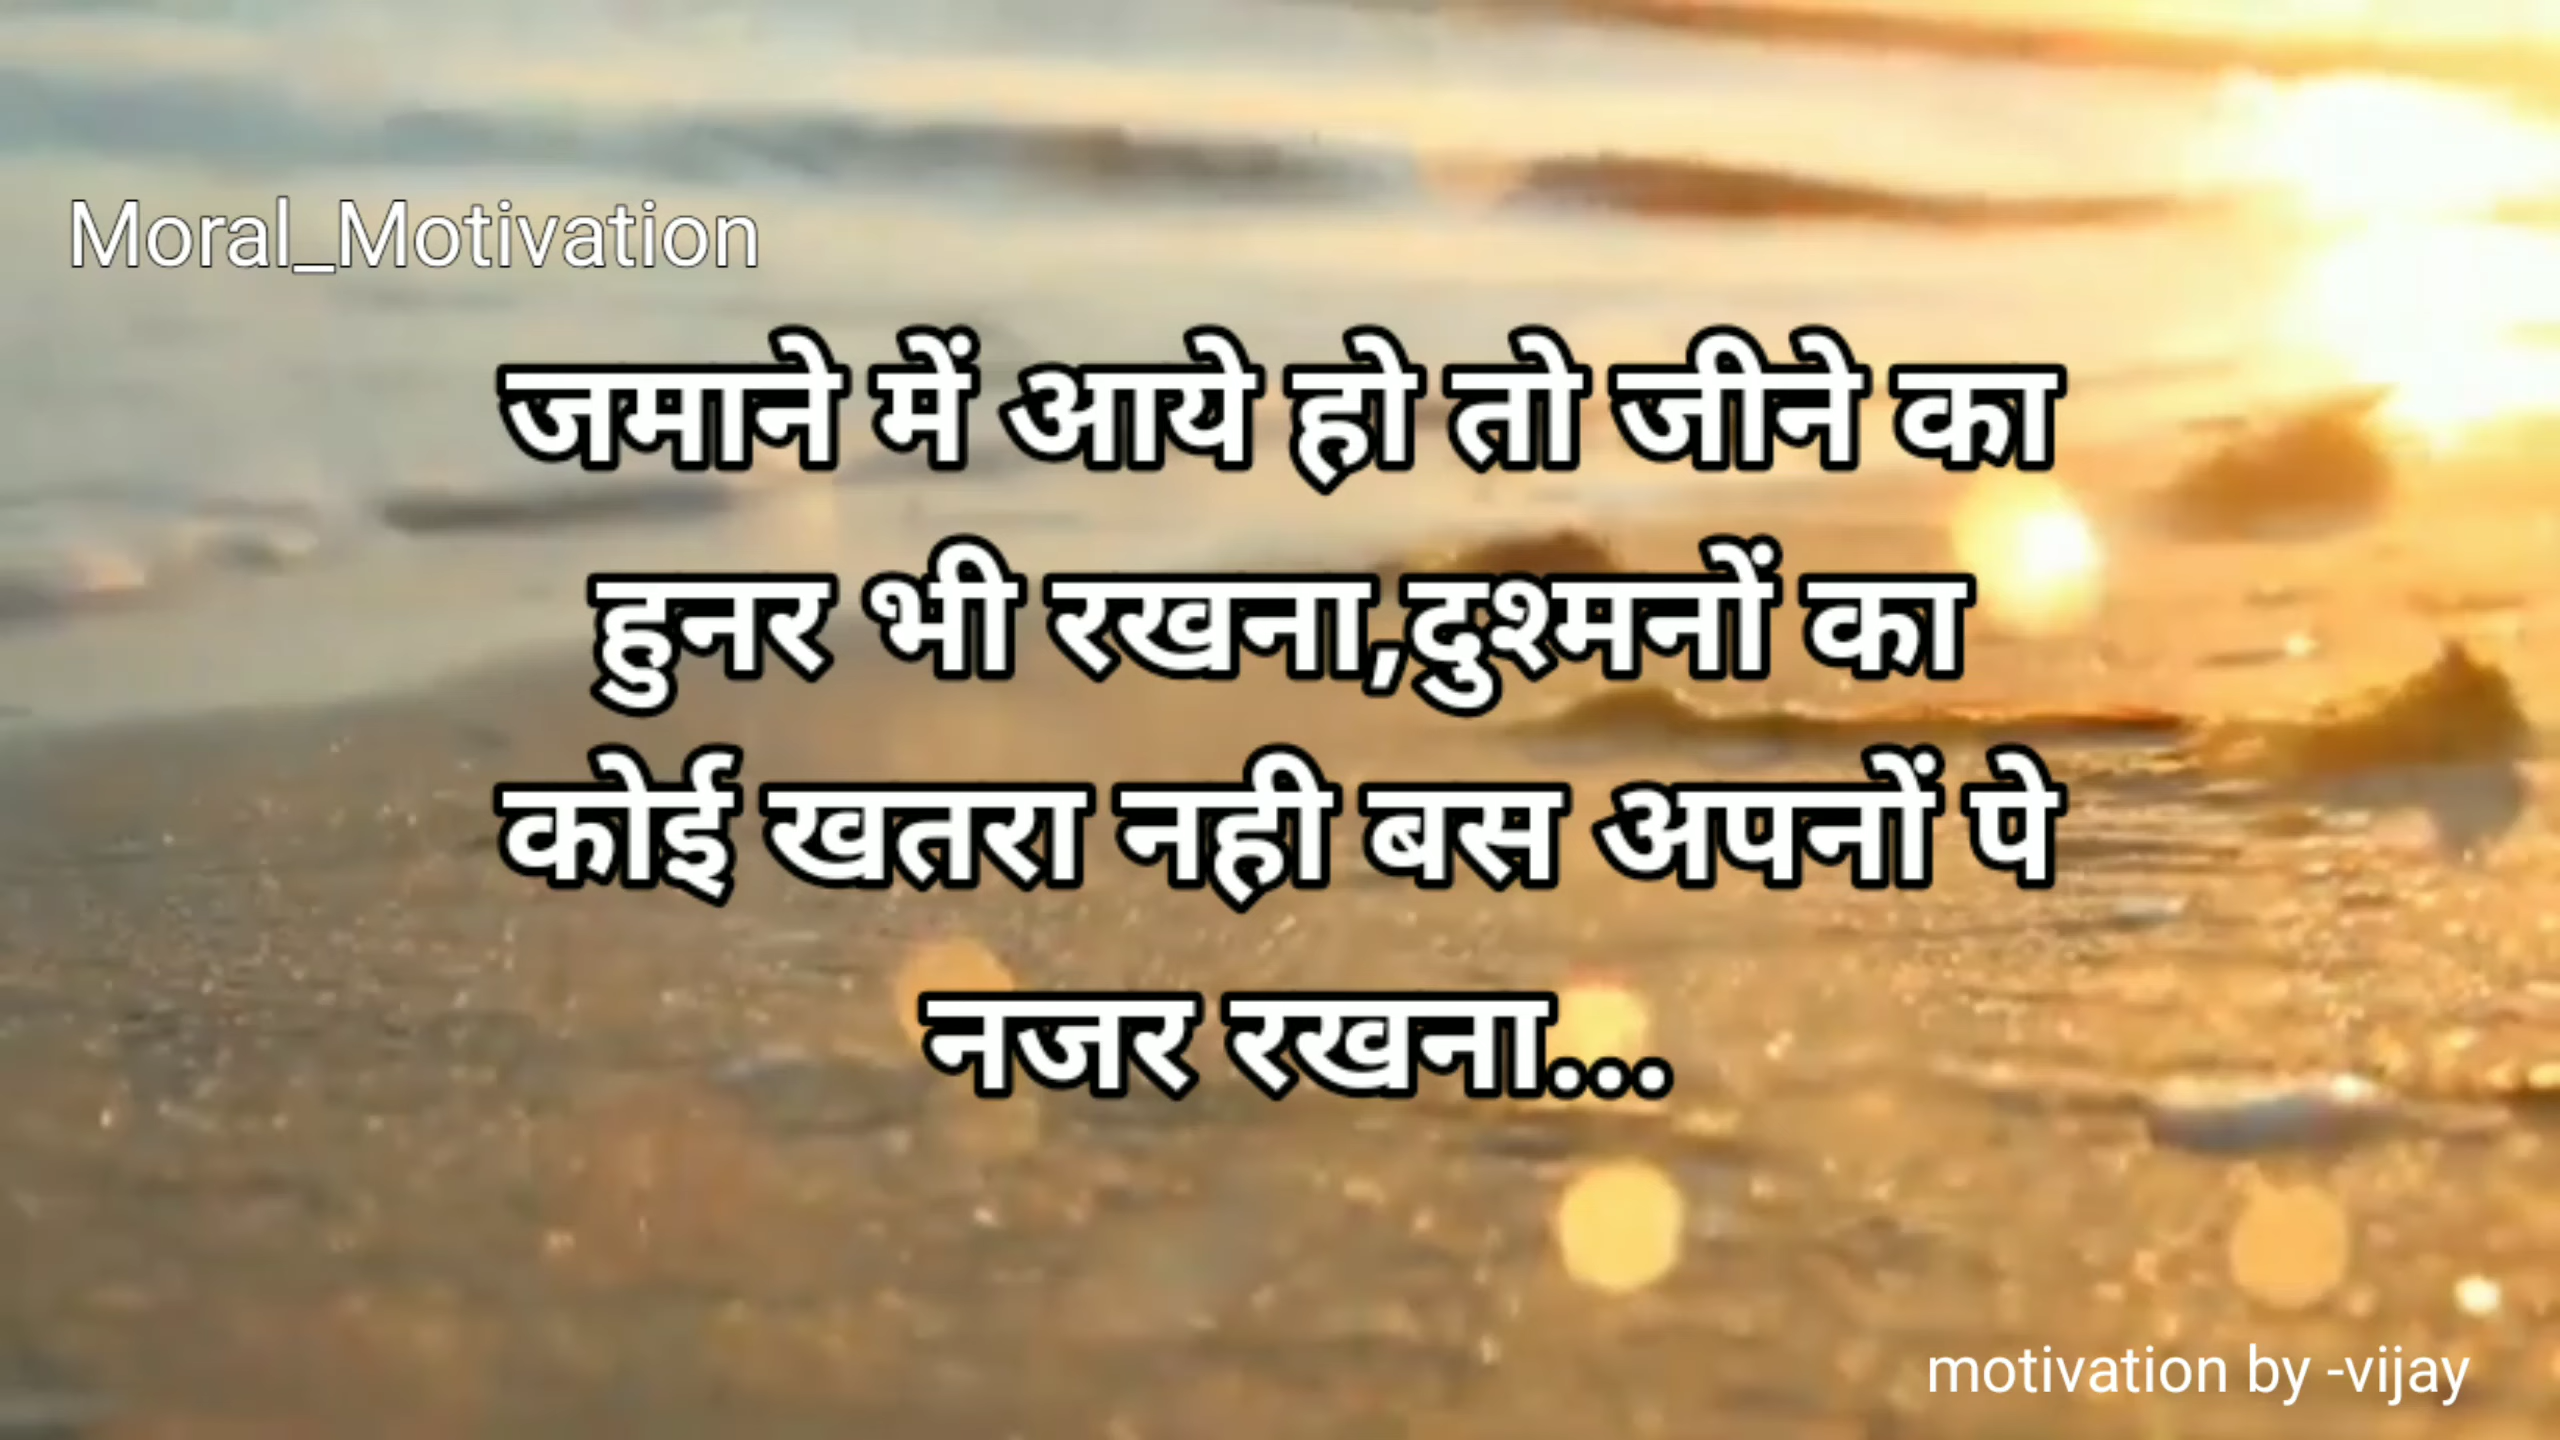 Moral_Motivation
जमाने में आये हो तो जीने का
हुनर भी रखना,दुश्मनों का
कोई खतरा नही बस अपनों पे
नजर रखना...
motivation by -vijay